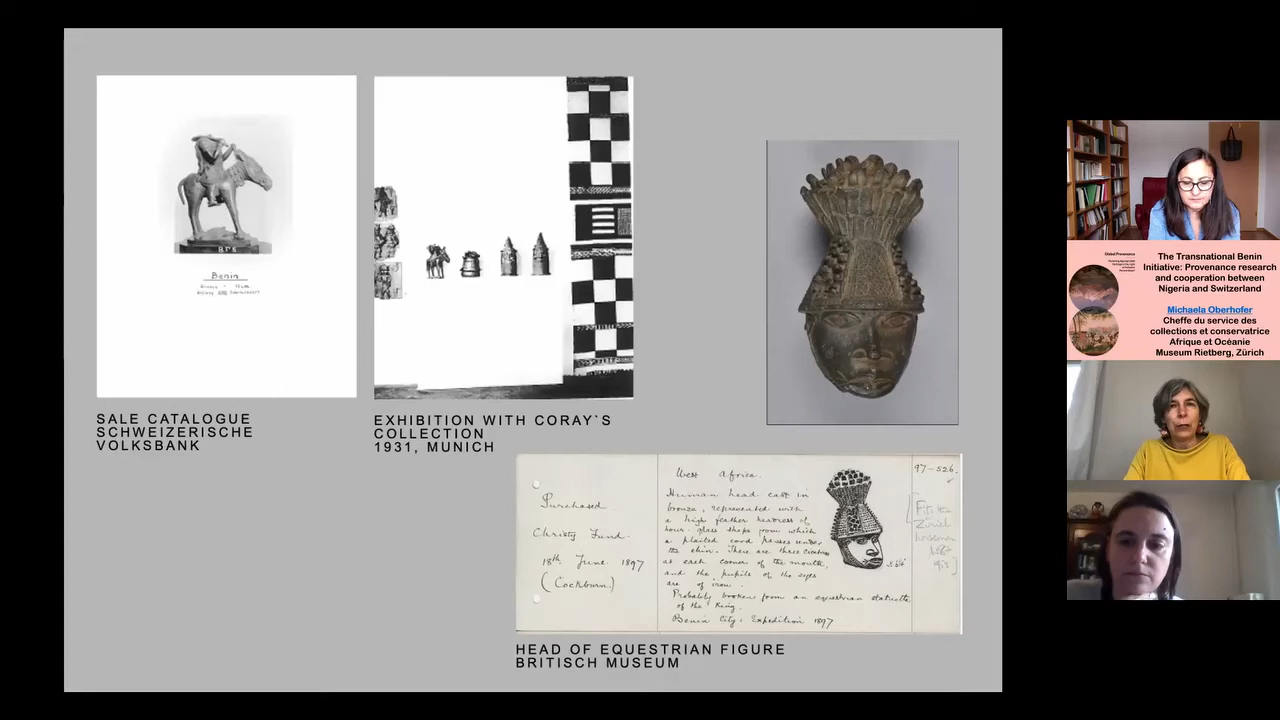 BPS
Benin
SALE CATALOGUE
SCHWEIZERISCHE
VOLKSBANK
EXHIBITION WITH CORAY`S
COLLECTION
1931, MUNICH
Purchased
Christy Fund.
18th June 1897
(Cockburn.)
West Africa.
Human head cast in
bronze, represented with
a high feather headdress of
hour-glass shape from which
a plaited cord passes under
the chin. There are three cicatrices
at each corner of the mouth,
and the pupils of the eyes
are of iron.
Probably broken from an equestrian statuette
of the King.
Benin City: Expedition 1897
97-526.
Zürich
horseman
HEAD OF EQUESTRIAN FIGURE
BRITISCH MUSEUM
Global Provenance
The Transnational Benin
Initiative: Provenance research
and cooperation between
Nigeria and Switzerland
Michaela Oberhofer
Cheffe du service des
collections et conservatrice
Afrique et Océanie
Museum Rietberg, Zürich